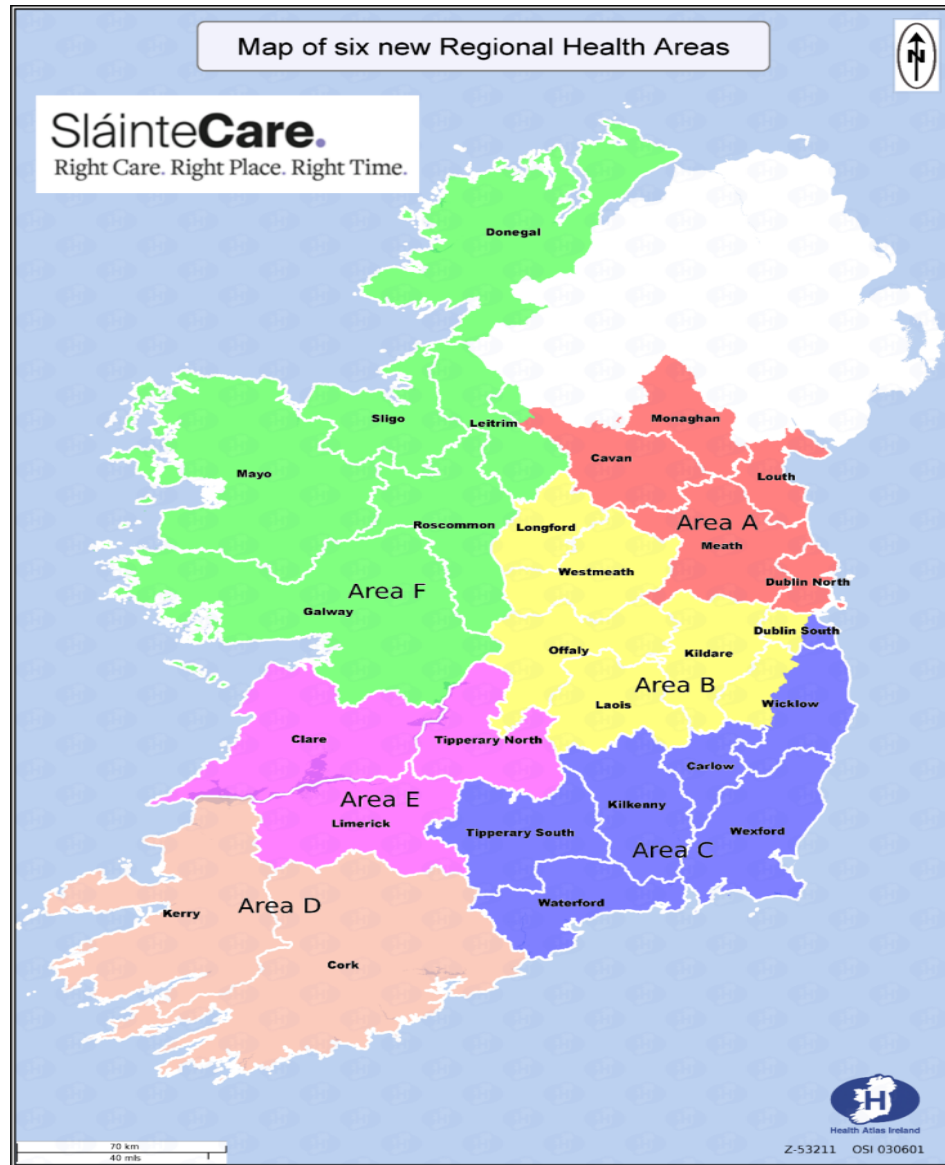 Map of six new Regional Health Areas
N
SláinteCare.
Right Care. Right Place. Right Time.
Donegal
Monaghan
Sligo
Leitrim
Cavan
Mayo
Louth
Longford
Roscommon
Area A
Meath
Westmeath
Dublin North
Area F
Galway
Dublin South
Offaly
Kildare
Area B
Laois
Wicklow
Clare
Tipperary North
Carlow
Area E
Kilkenny
Limerick
Tipperary South
Wexford
Area C
Waterford
Area D
Kerry
Cork
H
Health Atlas Ireland
70 km
40 mls
Z-53211 OSI 030601